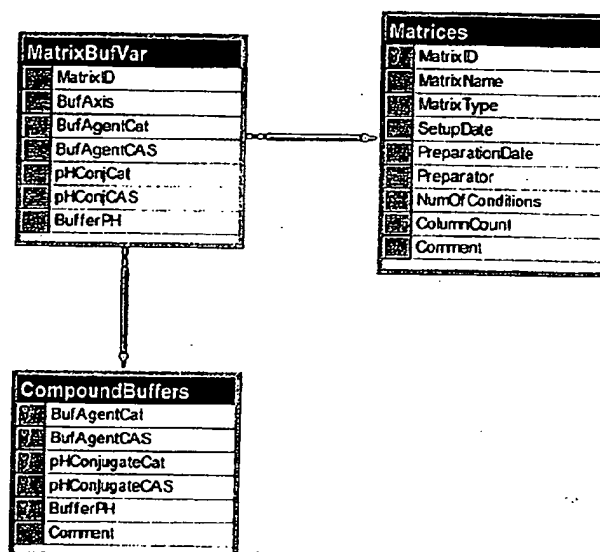 MatrixBufVar
MatrixID
BufAxis
BufAgentCat
BufAgentCAS
pHConjCat
pHConjCAS
BufferPH
Matrices
MatrixID
MatrixName
MatrixType
SetupDate
PreparationDate
Preparator
NumOfConditions
ColumnCount
Comment
CompoundBuffers
BufAgentCat
BufAgentCAS
pHConjugateCat
pHConjugateCAS
BufferPH
Comment